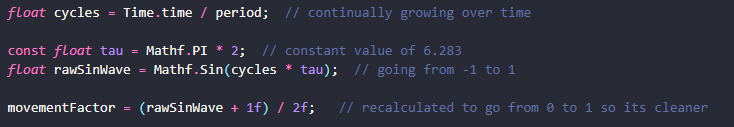 float cycles = Time.time / period;  // continually growing over time
const float tau = Mathf.PI * 2;  // constant value of 6.283
float rawSinWave = Mathf.Sin(cycles * tau);  // going from -1 to 1
movementFactor = (rawSinWave + 1f) / 2f;   // recalculated to go from 0 to 1 so its cleaner